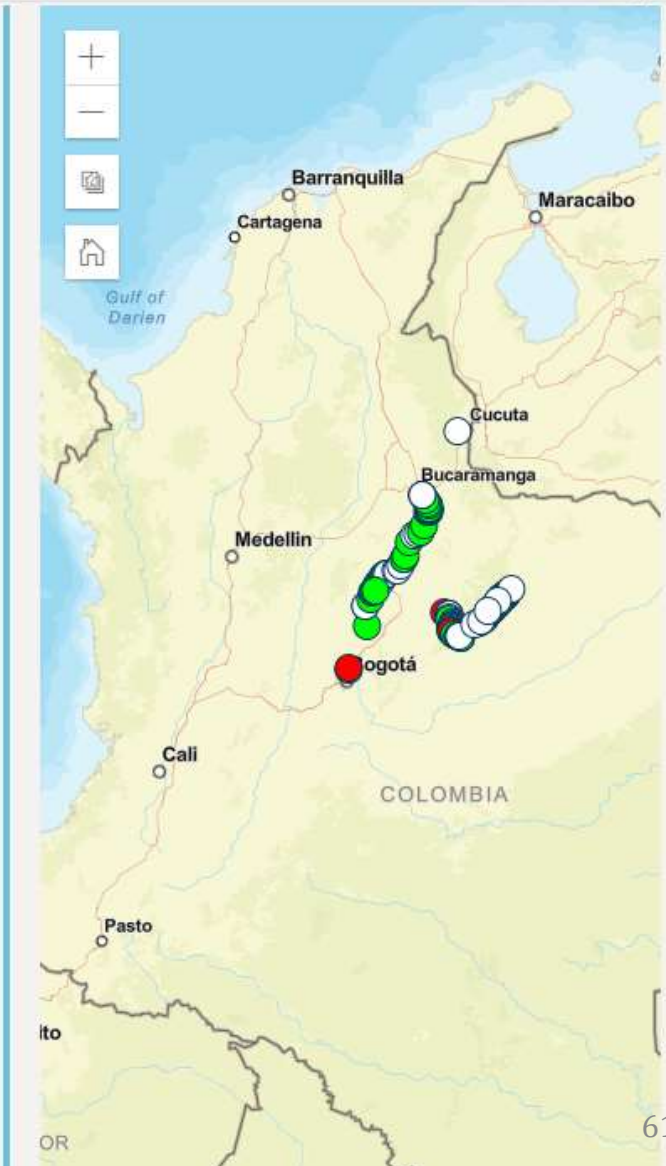 +
−
Barranquilla
Maracaibo
Cartagena
Gulf of
Darien
Cucuta
Bucaramanga
Medellin
ogotá
Cali
COLOMBIA
Pasto
ito
OR
61